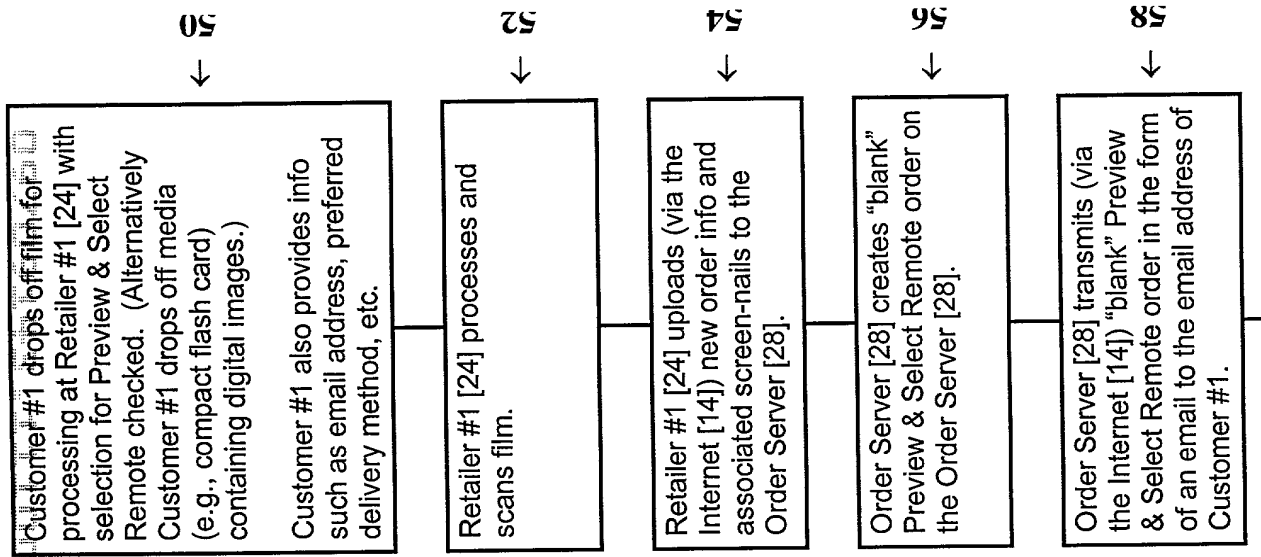 Customer #1 drops off film for
processing at Retailer #1 [24] with
selection for Preview & Select
Remote checked.  (Alternatively
Customer #1 drops off media
(e.g., compact flash card)
containing digital images.)
Customer #1 also provides info
such as email address, preferred
delivery method, etc.
← 50
Retailer #1 [24] processes and
scans film.
← 52
Retailer #1 [24] uploads (via the
Internet [14]) new order info and
associated screen-nails to the
Order Server [28].
← 54
Order Server [28] creates “blank”
Preview & Select Remote order on
the Order Server [28].
← 56
Order Server [28] transmits (via
the Internet [14]) “blank” Preview
& Select Remote order in the form
of an email to the email address of
Customer #1.
← 58